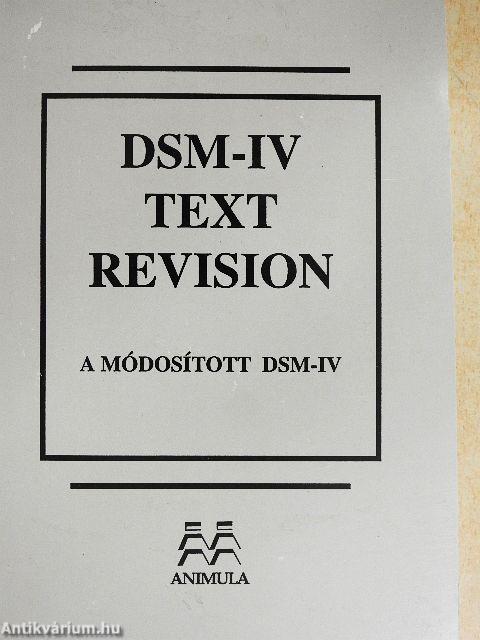 DSM-IV
TEXT
REVISION
A MÓDOSÍTOTT DSM-IV
ANIMULA
Antikvárium.hu